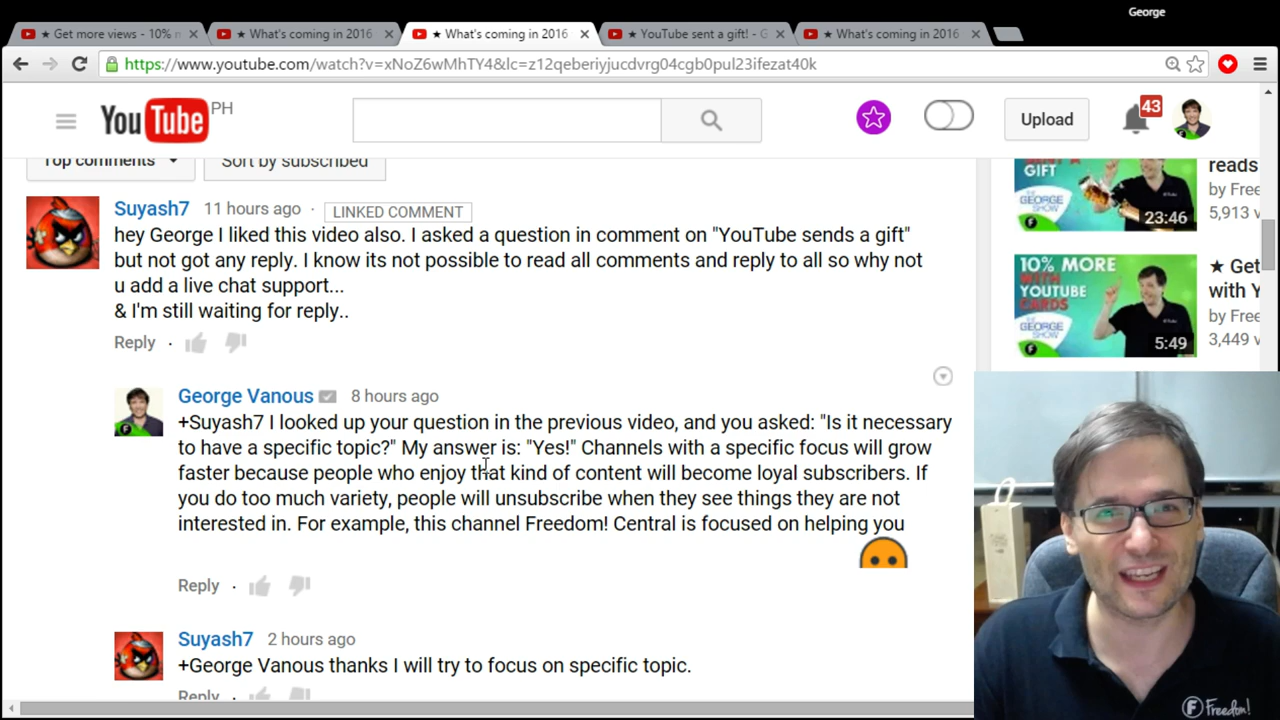 George
★ Get more views - 10% n
★ What's coming in 2016
★ What's coming in 2016
★ YouTube sent a gift! - G
★ What's coming in 2016
https://www.youtube.com/watch?v=xNoZ6wMhTY4&lc=z12qeberiyjucdvrg04cgb0pul23ifezat40k
YouTube PH
Upload
43
Top comments
Sort by subscribed
Suyash7 11 hours ago · LINKED COMMENT
hey George I liked this video also. I asked a question in comment on "YouTube sends a gift"
but not got any reply. I know its not possible to read all comments and reply to all so why not
u add a live chat support...
& I'm still waiting for reply..
Reply ·
George Vanous 8 hours ago
+Suyash7 I looked up your question in the previous video, and you asked: "Is it necessary
to have a specific topic?" My answer is: "Yes!" Channels with a specific focus will grow
faster because people who enjoy that kind of content will become loyal subscribers. If
you do too much variety, people will unsubscribe when they see things they are not
interested in. For example, this channel Freedom! Central is focused on helping you
Reply ·
Suyash7 2 hours ago
+George Vanous thanks I will try to focus on specific topic.
Reply
GIFT
THE GEORGE SHOW
23:46
reads
by Free
5,913 v
10% MORE
WITH
YOUTUBE
CARDS
THE GEORGE SHOW
5:49
★ Get
with Y
by Free
3,449 v
Freedom!